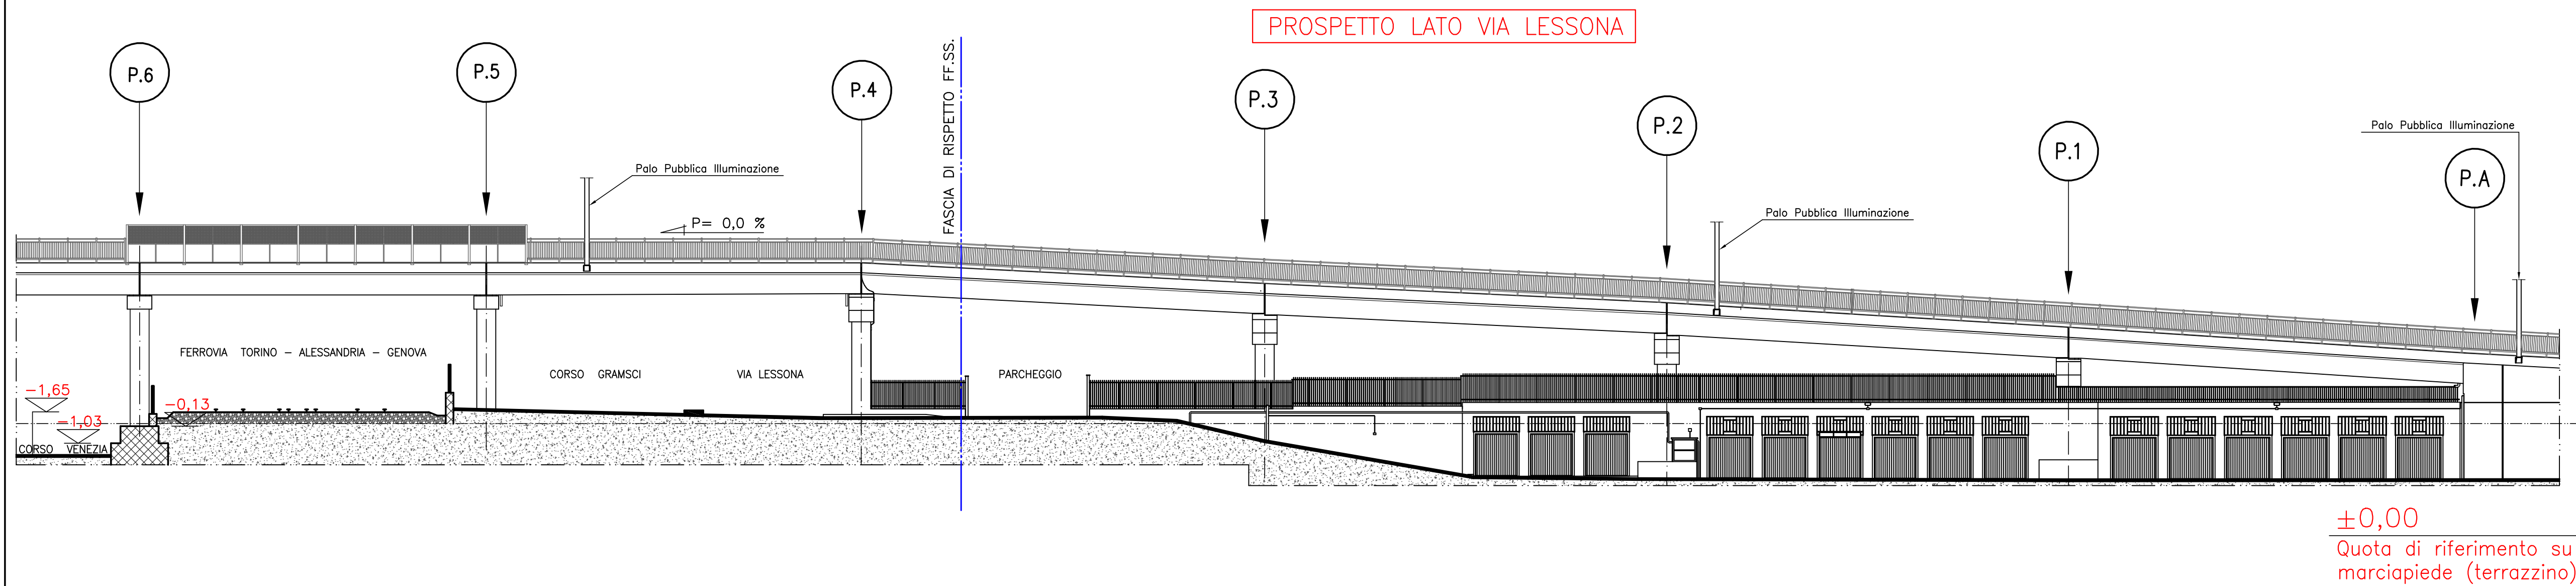 PROSPETTO LATO VIA LESSONA
P.6
P.5
P.4
P.3
P.2
P.1
P.A
FASCIA DI RISPETTO FF.SS.
Palo Pubblica Illuminazione
Palo Pubblica Illuminazione
Palo Pubblica Illuminazione
P= 0,0 %
FERROVIA TORINO – ALESSANDRIA – GENOVA
CORSO GRAMSCI
VIA LESSONA
PARCHEGGIO
-1,65
-0,13
-1,03
CORSO VENEZIA
±0,00
Quota di riferimento su
marciapiede (terrazzino)